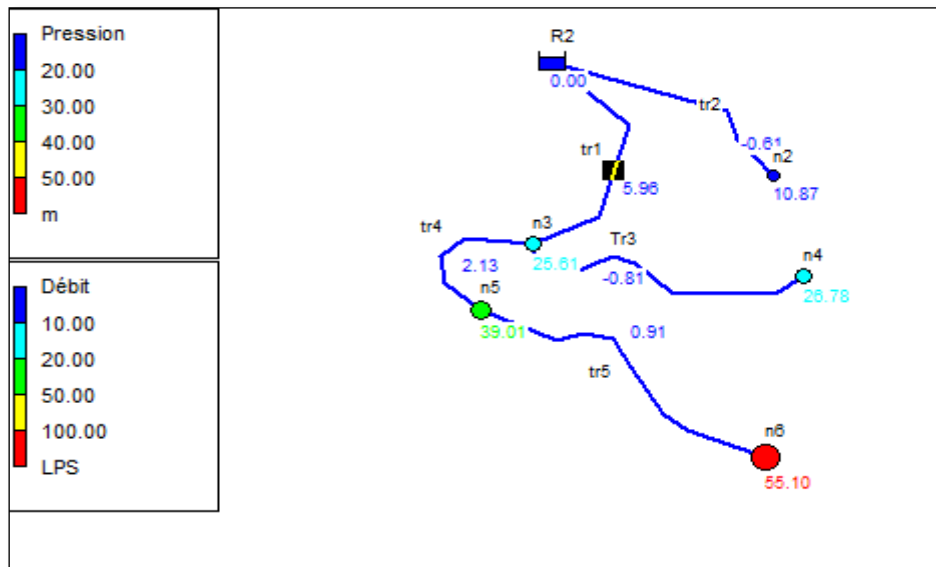 Pression
20.00
30.00
40.00
50.00
m
Débit
10.00
20.00
50.00
100.00
LPS
R2
0.00
tr2
-0.61
n2
10.87
tr1
5.96
n3
25.61
tr4
2.13
Tr3
-0.81
n4
26.78
n5
39.01
0.91
tr5
n6
55.10